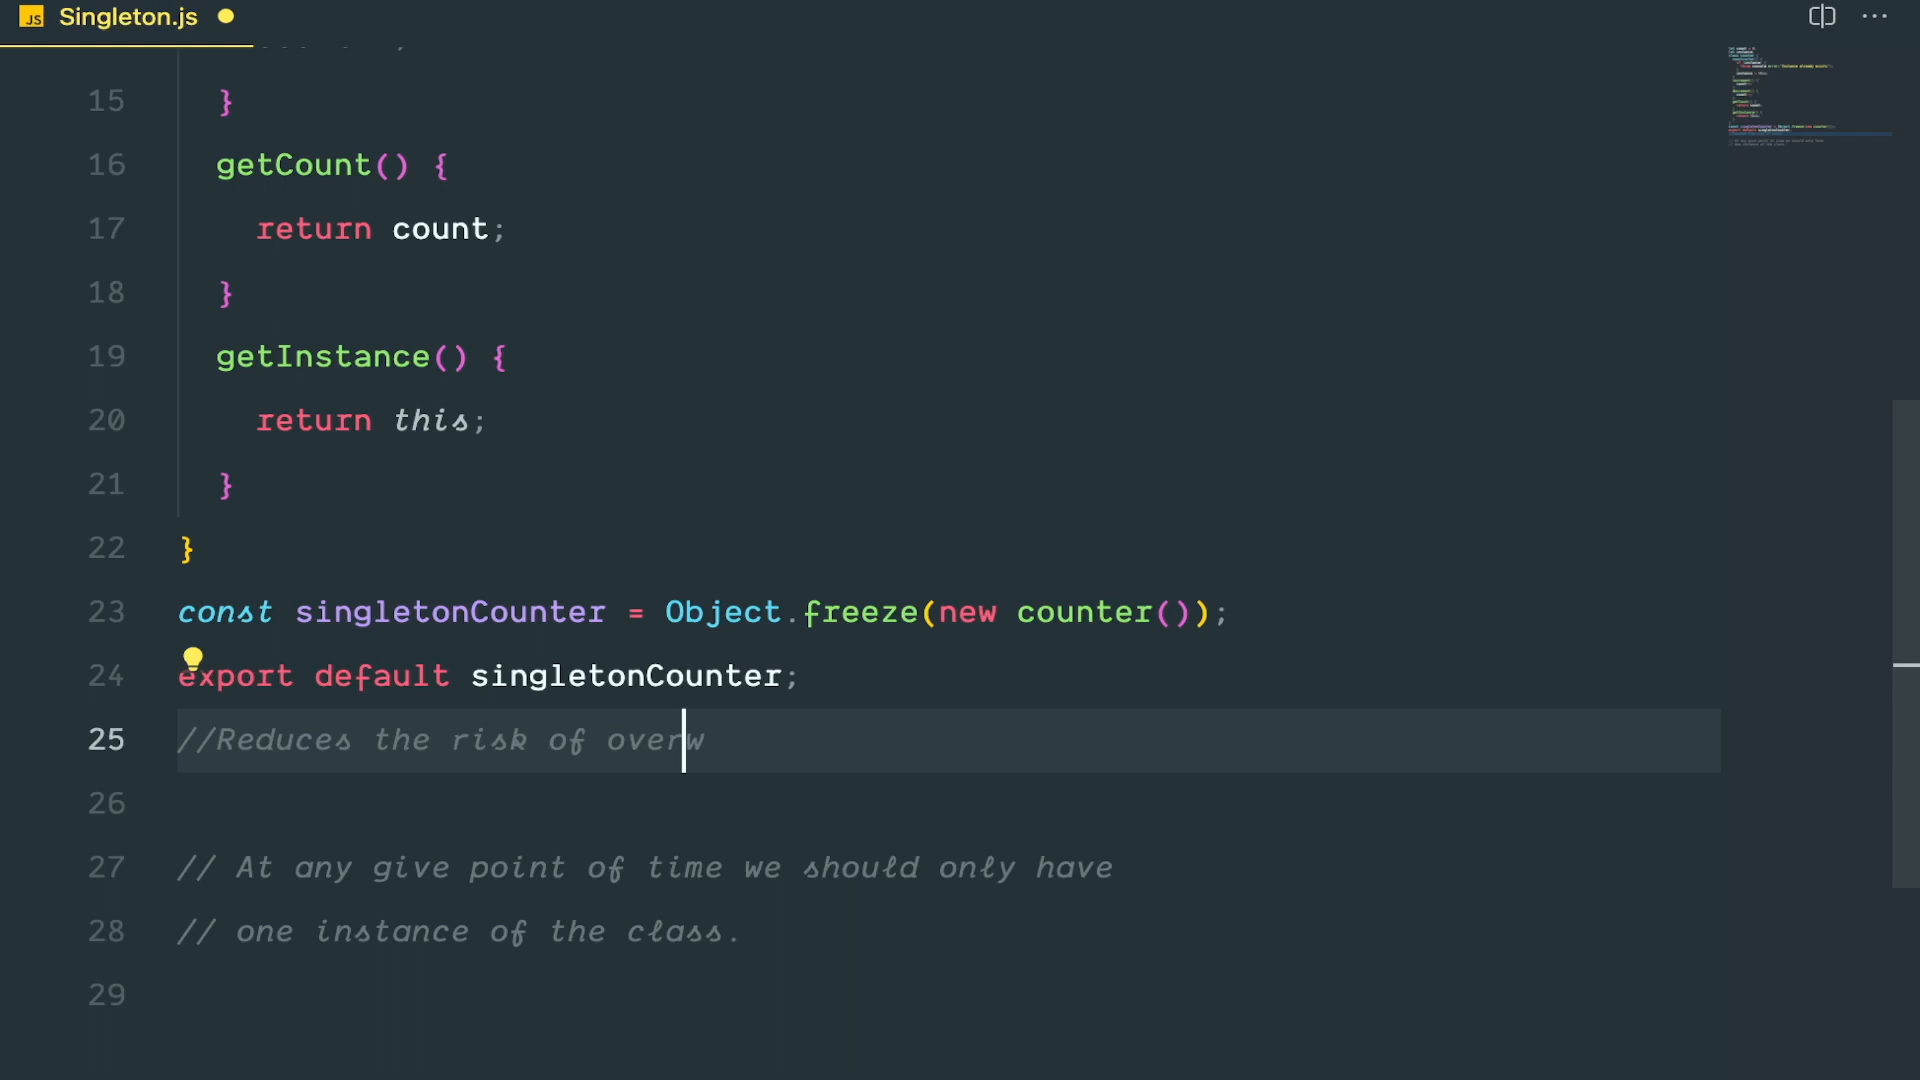 JS Singleton.js
15 }
16 getCount() {
17 return count;
18 }
19 getInstance() {
20 return this;
21 }
22 }
23 const singletonCounter = Object.freeze(new counter());
24 export default singletonCounter;
25 //Reduces the risk of overw
26
27 // At any give point of time we should only have
28 // one instance of the class.
29